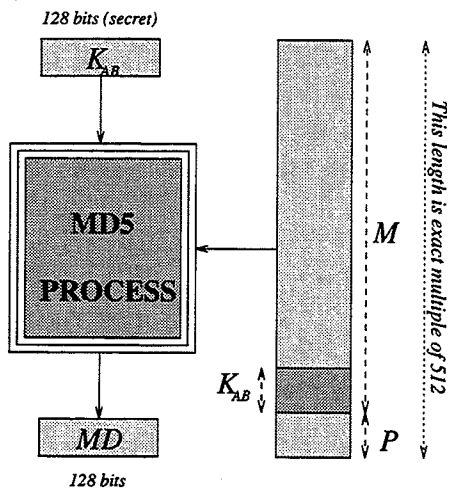 128 bits (secret)
K_AB
MD5
PROCESS
MD
128 bits
K_AB
M
P
This length is exact multiple of 512